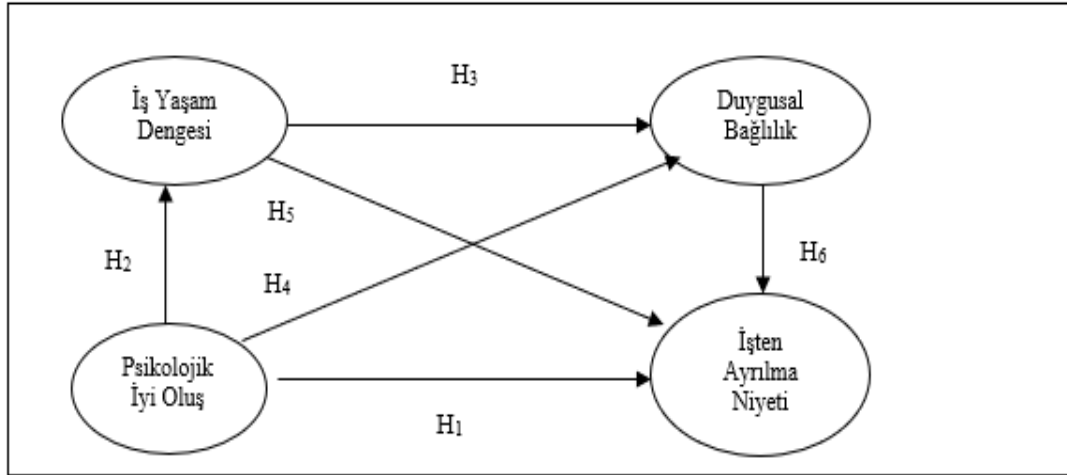 H3
İş Yaşam
Dengesi
Duygusal
Bağlılık
H5
H2
H4
H6
Psikolojik
İyi Oluş
İşten
Ayrılma
Niyeti
H1